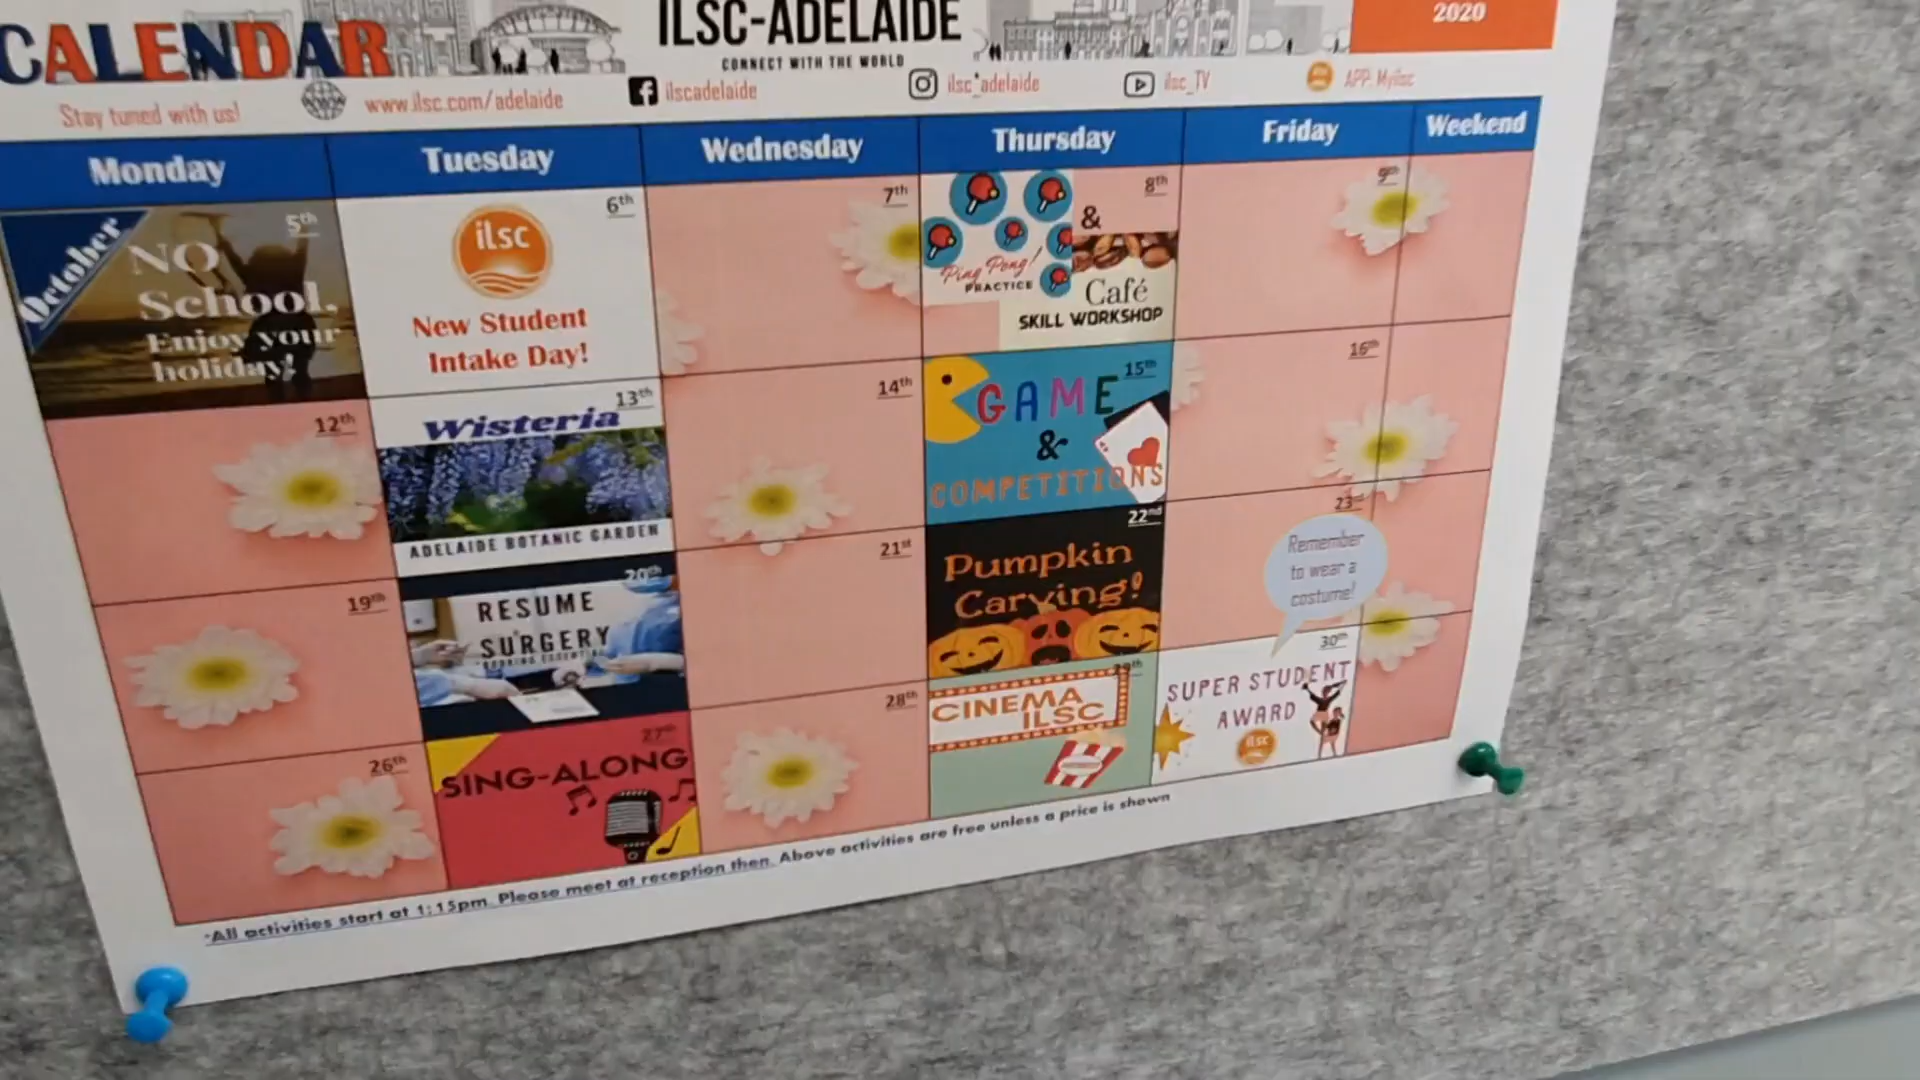 CALENDAR
ILSC-ADELAIDE
CONNECT WITH THE WORLD
2020
Stay tuned with us!
www.ilsc.com/adelaide
ilscadelaide
ilsc_adelaide
ilsc_TV
APP: Myilsc
Monday
Tuesday
Wednesday
Thursday
Friday
Weekend
October
5th
NO
School.
Enjoy your
holiday!
6th
ilsc
New Student
Intake Day!
7th
8th
Ping Pong!
PRACTICE
&
Café
SKILL WORKSHOP
9th
12th
13th
Wisteria
ADELAIDE BOTANIC GARDEN
14th
15th
GAME
&
COMPETITIONS
16th
19th
20th
RESUME
SURGERY
BOOKING ESSENTIAL
21st
22nd
Pumpkin
Carving!
23rd
Remember
to wear a
costume!
26th
27th
SING-ALONG
28th
29th
CINEMA
ILSC
30th
SUPER STUDENT
AWARD
ilsc
*All activities start at 1:15pm. Please meet at reception then. Above activities are free unless a price is shown